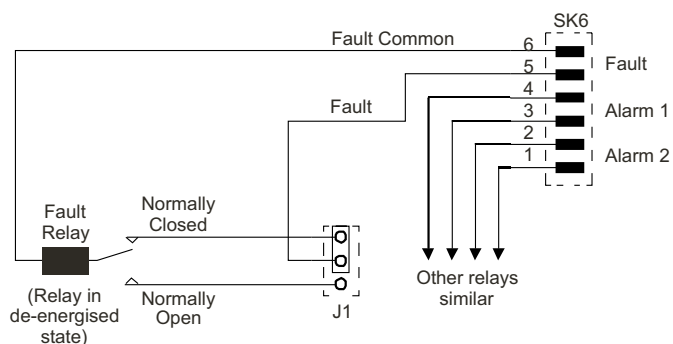 SK6
Fault Common
6
5
4
3
2
1
Fault
Alarm 1
Alarm 2
Fault
Normally
Closed
Fault
Relay
(Relay in
de-energised
state)
Normally
Open
J1
Other relays
similar